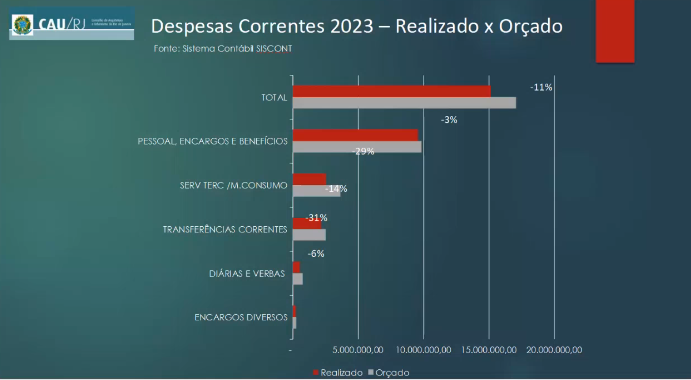 CAU/RJ
Despesas Correntes 2023 – Realizado x Orçado
Fonte: Sistema Contábil SISCONT
TOTAL
-11%
-3%
PESSOAL, ENCARGOS E BENEFÍCIOS
-29%
SERV TERC /M.CONSUMO
-14%
-31%
TRANSFERÊNCIAS CORRENTES
-6%
DIÁRIAS E VERBAS
ENCARGOS DIVERSOS
- 5.000.000,00 10.000.000,00 15.000.000,00 20.000.000,00
Realizado Orçado